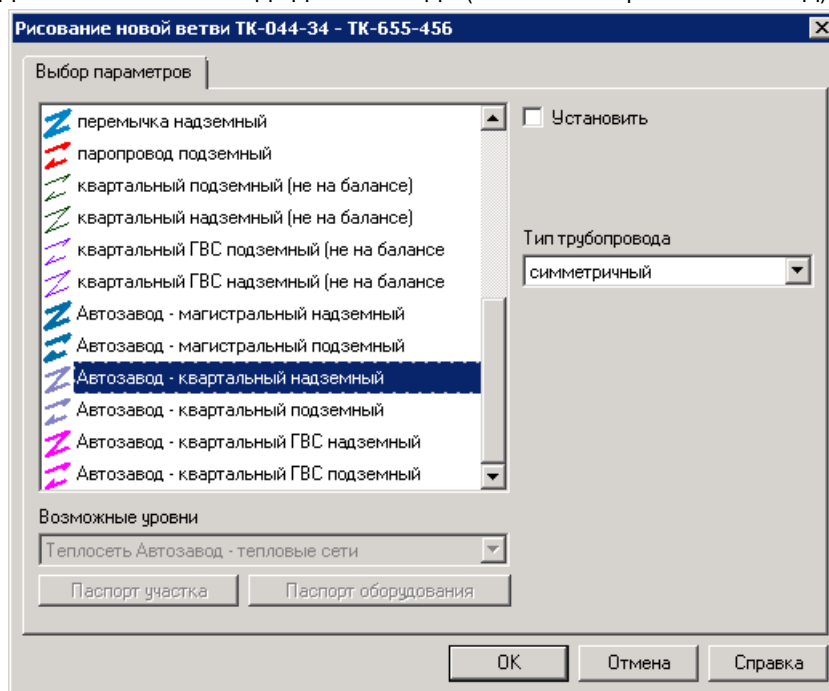 Рисование новой ветви ТК-044-34 - ТК-655-456
Выбор параметров
перемычка надземный
паропровод подземный
квартальный подземный (не на балансе)
квартальный надземный (не на балансе)
квартальный ГВС подземный (не на балансе
квартальный ГВС надземный (не на балансе
Автозавод - магистральный надземный
Автозавод - магистральный подземный
Автозавод - квартальный надземный
Автозавод - квартальный подземный
Автозавод - квартальный ГВС надземный
Автозавод - квартальный ГВС подземный
Установить
Тип трубопровода
симметричный
Возможные уровни
Теплосеть Автозавод - тепловые сети
Паспорт участка
Паспорт оборудования
OK
Отмена
Справка